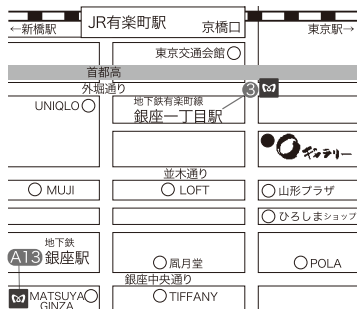 JR有楽町駅
京橋口
←新橋駅
東京駅→
東京交通会館
首都高
外堀通り
UNIQLO
地下鉄有楽町線
銀座一丁目駅
3
ギャラリー
並木通り
MUJI
LOFT
山形プラザ
ひろしまショップ
地下鉄
A13 銀座駅
凮月堂
POLA
銀座中央通り
MATSUYA
GINZA
TIFFANY